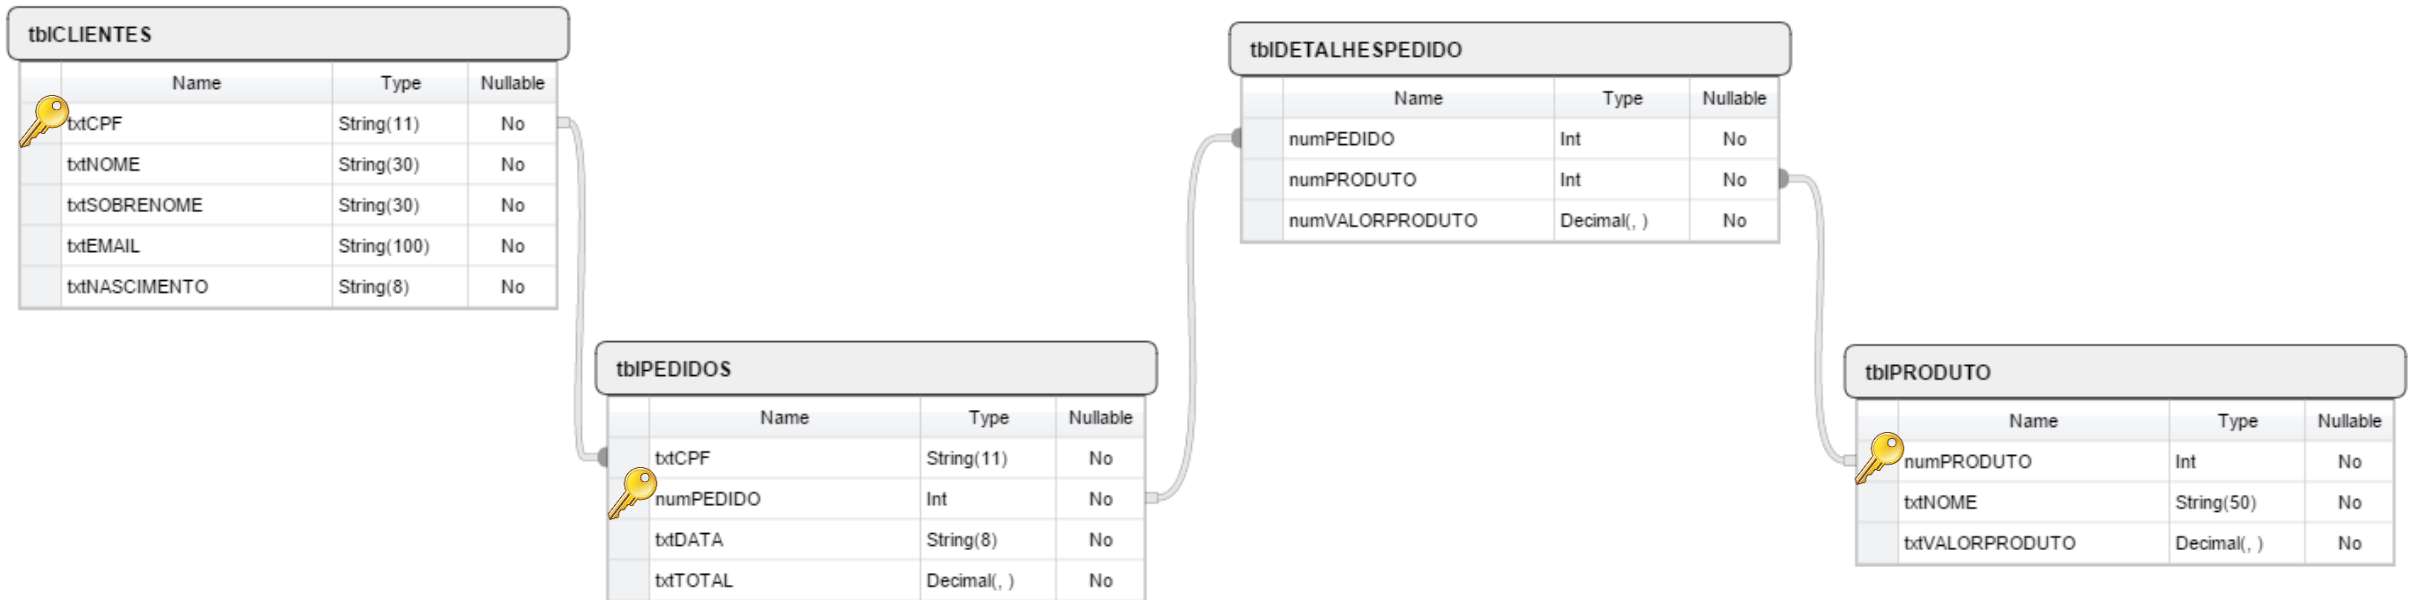 tblCLIENTES
Name Type Nullable
txtCPF String(11) No
txtNOME String(30) No
txtSOBRENOME String(30) No
txtEMAIL String(100) No
txtNASCIMENTO String(8) No
tblPEDIDOS
Name Type Nullable
txtCPF String(11) No
numPEDIDO Int No
txtDATA String(8) No
txtTOTAL Decimal(, ) No
tblDETALHESPEDIDO
Name Type Nullable
numPEDIDO Int No
numPRODUTO Int No
numVALORPRODUTO Decimal(, ) No
tblPRODUTO
Name Type Nullable
numPRODUTO Int No
txtNOME String(50) No
txtVALORPRODUTO Decimal(, ) No